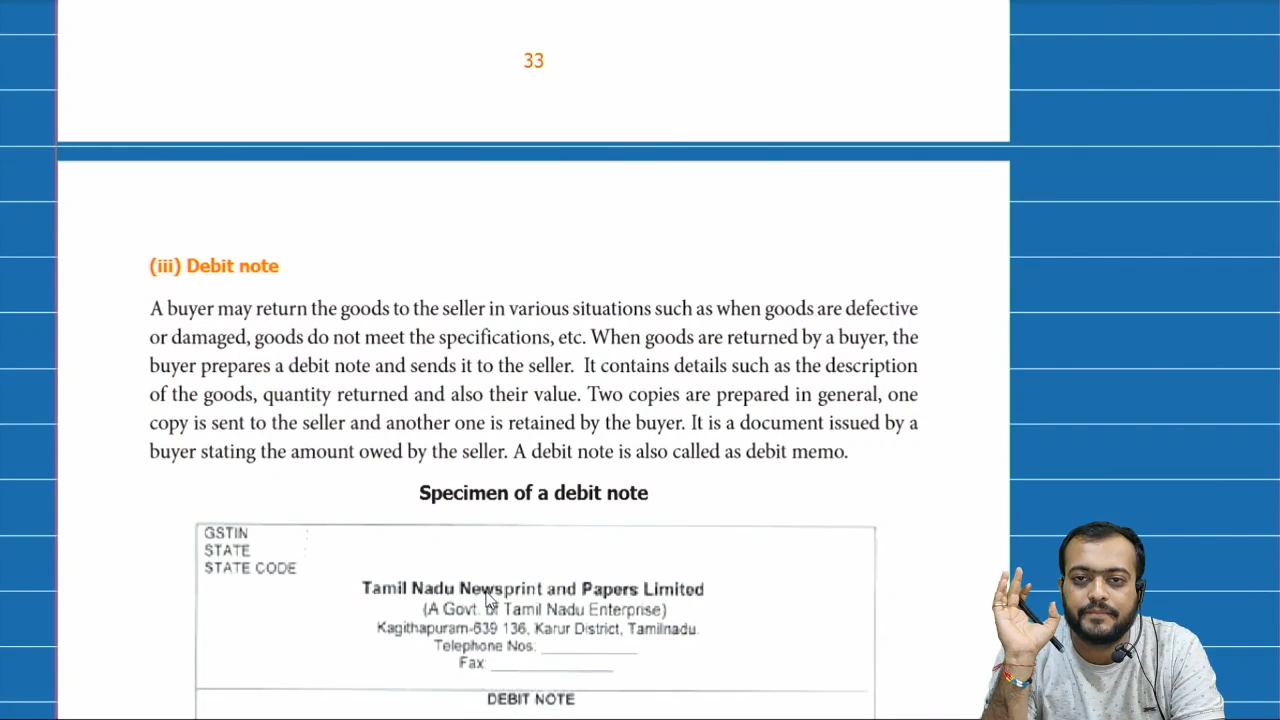 33
(iii) Debit note
A buyer may return the goods to the seller in various situations such as when goods are defective
or damaged, goods do not meet the specifications, etc. When goods are returned by a buyer, the
buyer prepares a debit note and sends it to the seller. It contains details such as the description
of the goods, quantity returned and also their value. Two copies are prepared in general, one
copy is sent to the seller and another one is retained by the buyer. It is a document issued by a
buyer stating the amount owed by the seller. A debit note is also called as debit memo.
Specimen of a debit note
GSTIN
STATE
STATE CODE
Tamil Nadu Newsprint and Papers Limited
(A Govt. of Tamil Nadu Enterprise)
Kagithapuram-639 136, Karur District, Tamilnadu.
Telephone Nos: __________
Fax: __________
DEBIT NOTE